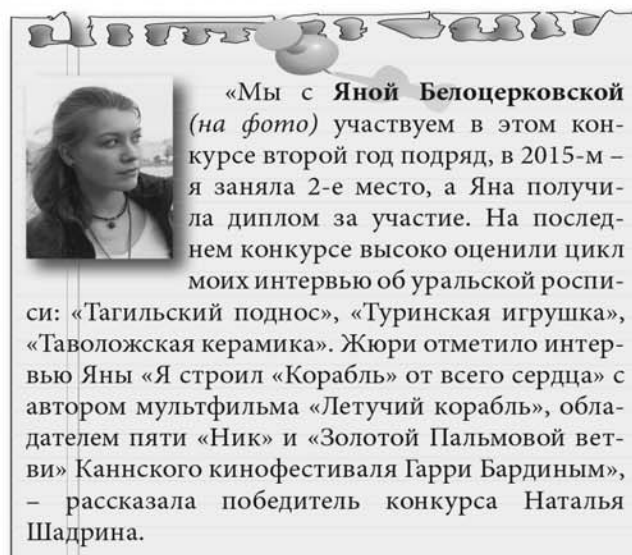 «Мы с Яной Белоцерковской
(на фото) участвуем в этом кон-
курсе второй год подряд, в 2015-м –
я заняла 2-е место, а Яна получи-
ла диплом за участие. На послед-
нем конкурсе высоко оценили цикл
моих интервью об уральской роспи-
си: «Тагильский поднос», «Туринская игрушка»,
«Таволожская керамика». Жюри отметило интер-
вью Яны «Я строил «Корабль» от всего сердца» с
автором мультфильма «Летучий корабль», обла-
дателем пяти «Ник» и «Золотой Пальмовой вет-
ви» Каннского кинофестиваля Гарри Бардиным»,
– рассказала победитель конкурса Наталья
Шадрина.